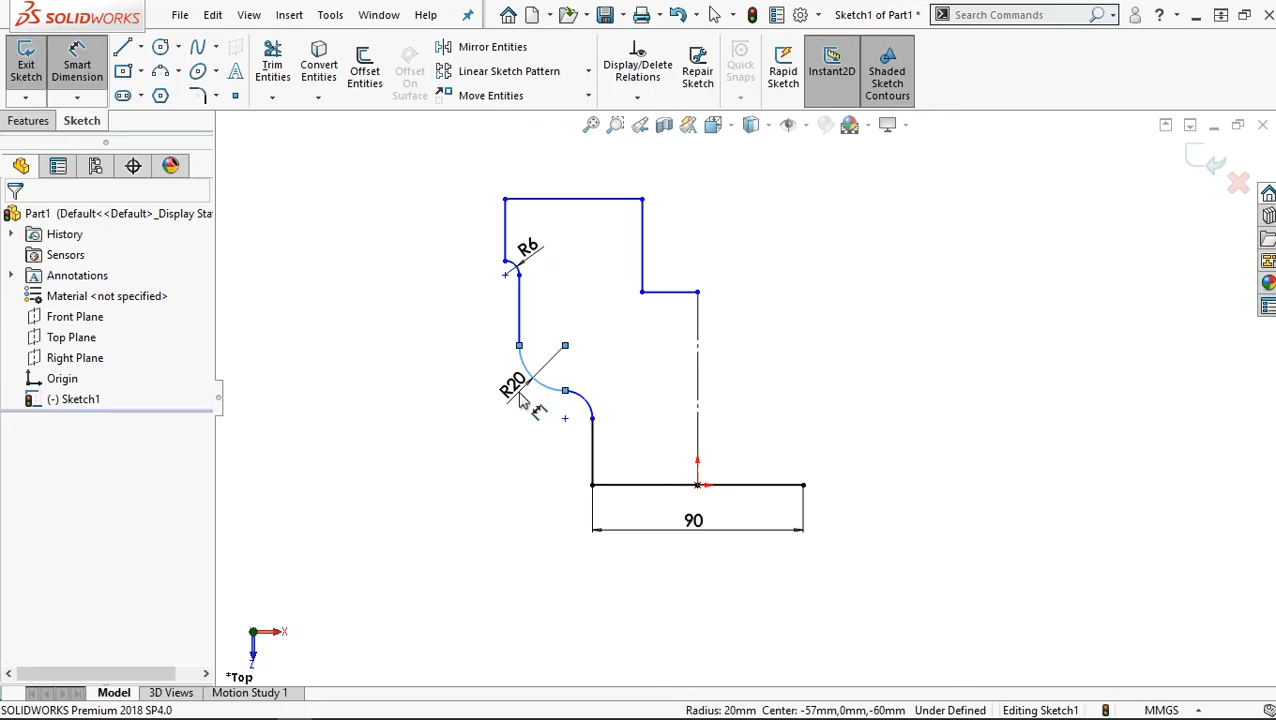 SOLIDWORKS
File
Edit
View
Insert
Tools
Window
Help
Sketch1 of Part1 *
Search Commands
?
Exit Sketch
Smart Dimension
Trim Entities
Convert Entities
Offset Entities
Offset On Surface
Mirror Entities
Linear Sketch Pattern
Move Entities
Display/Delete Relations
Repair Sketch
Quick Snaps
Rapid Sketch
Instant2D
Shaded Sketch Contours
Features
Sketch
Part1 (Default<<Default>_Display Sta
History
Sensors
Annotations
Material <not specified>
Front Plane
Top Plane
Right Plane
Origin
(-) Sketch1
R6
R20
90
X
Z
*Top
Model
3D Views
Motion Study 1
SOLIDWORKS Premium 2018 SP4.0
Radius: 20mm Center: -57mm,0mm,-60mm
Under Defined
Editing Sketch1
MMGS